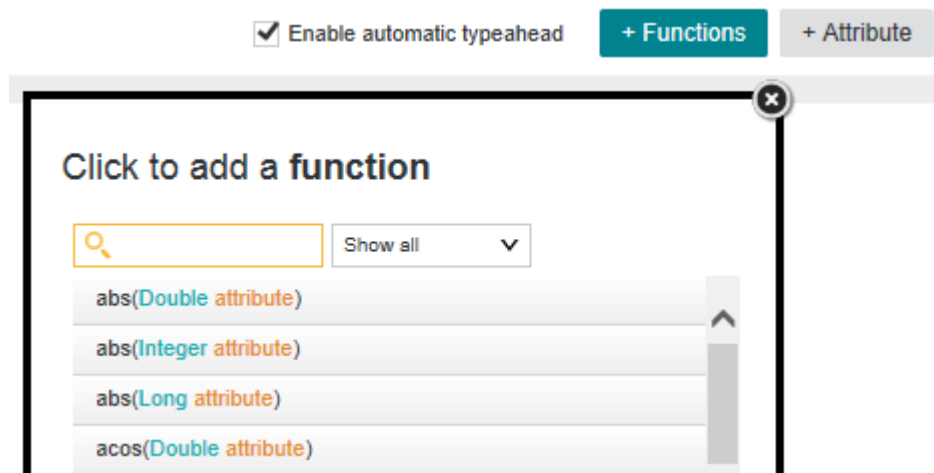 Enable automatic typeahead + Functions + Attribute
Click to add a function
Show all
abs(Double attribute)
abs(Integer attribute)
abs(Long attribute)
acos(Double attribute)